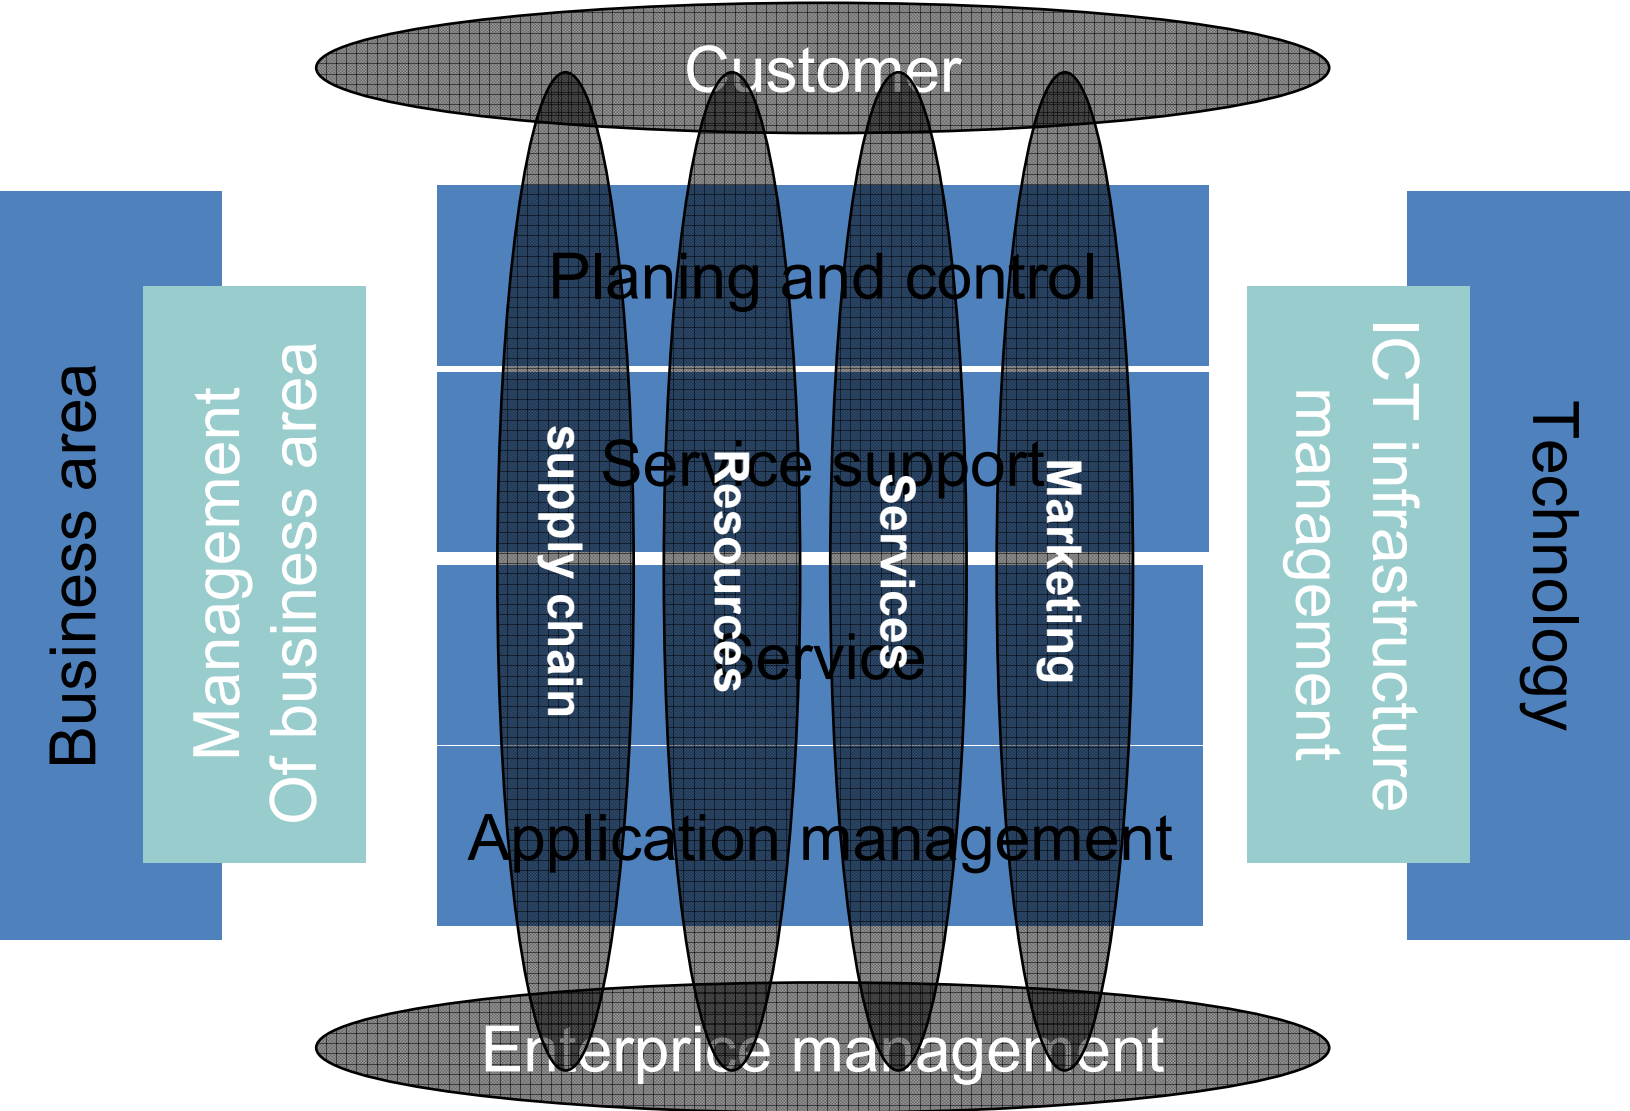 Customer
Planing and control
Service support
Service
Application management
supply chain
Resources
Services
Marketing
Enterprice management
Business area
Management
Of business area
ICT infrastructure
management
Technology